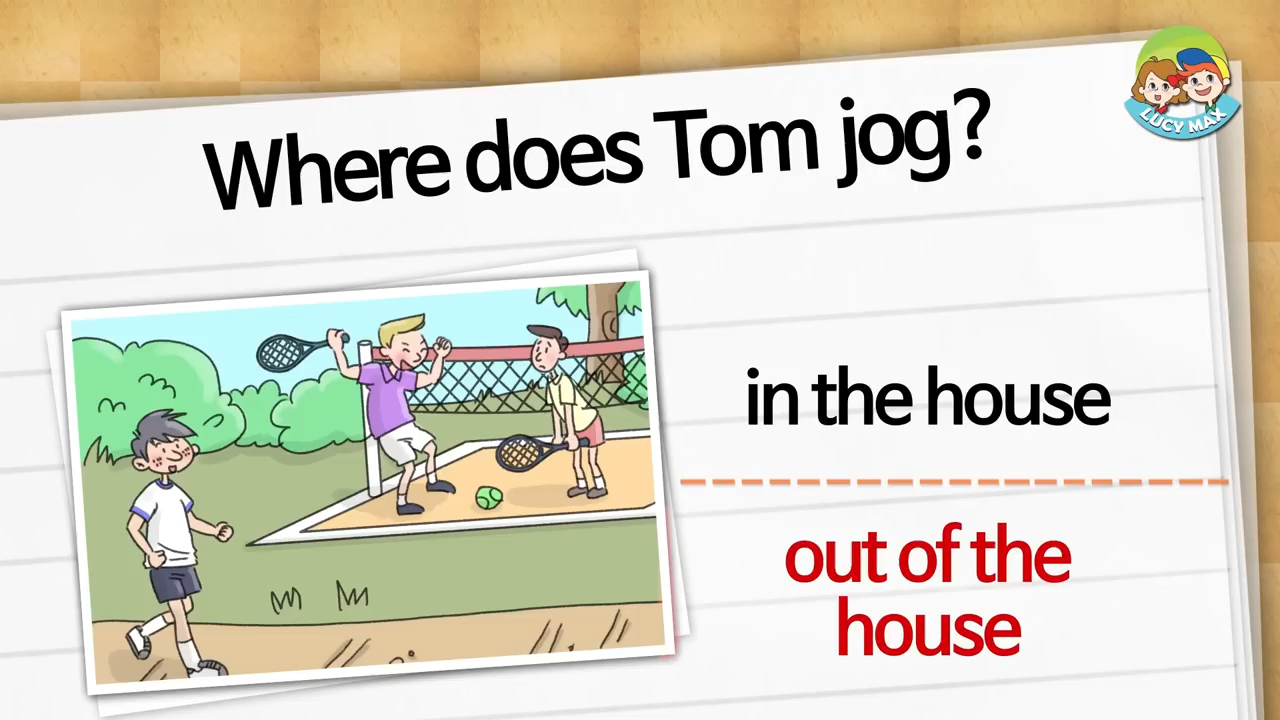 Where does Tom jog?
LUCY MAX
in the house
out of the
house